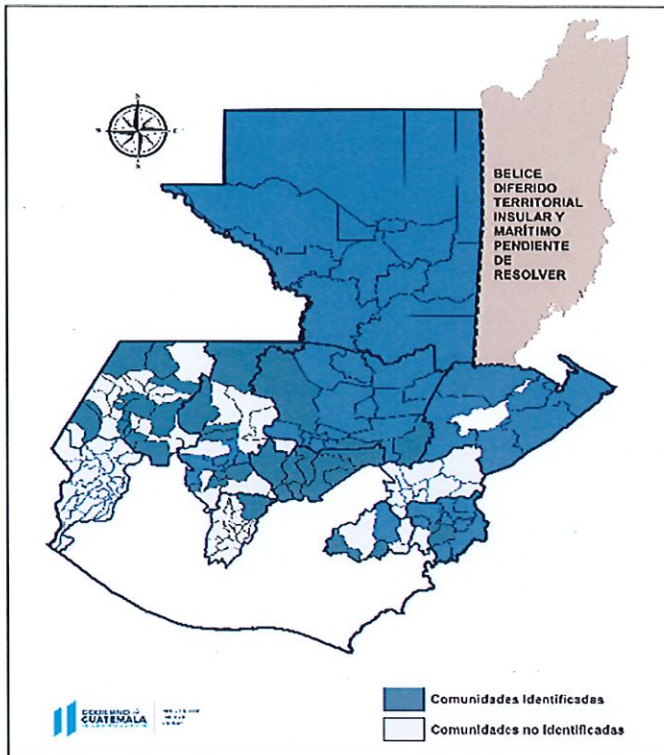 N
E
S
BELICE
DIFERIDO
TERRITORIAL
INSULAR Y
MARÍTIMO
PENDIENTE
DE
RESOLVER
GOBIERNO de
GUATEMALA
Comunidades Identificadas
Comunidades no Identificadas